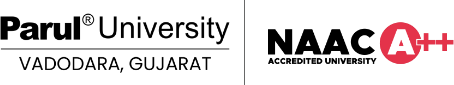 Parul® University
VADODARA, GUJARAT
NAAC A++
ACCREDITED UNIVERSITY